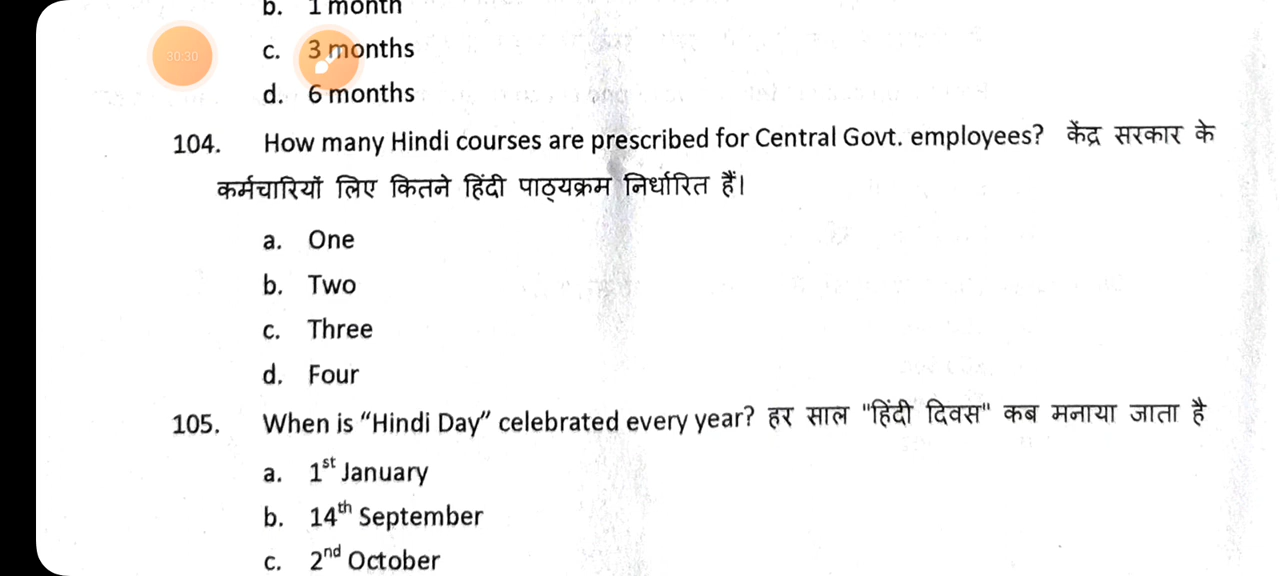 b. 1 month
30:30
c. 3 months
d. 6 months
104. How many Hindi courses are prescribed for Central Govt. employees? केंद्र सरकार के
कर्मचारियों लिए कितने हिंदी पाठ्यक्रम निर्धारित हैं।
a. One
b. Two
c. Three
d. Four
105. When is “Hindi Day” celebrated every year? हर साल "हिंदी दिवस" कब मनाया जाता है
a. 1st January
b. 14th September
c. 2nd October